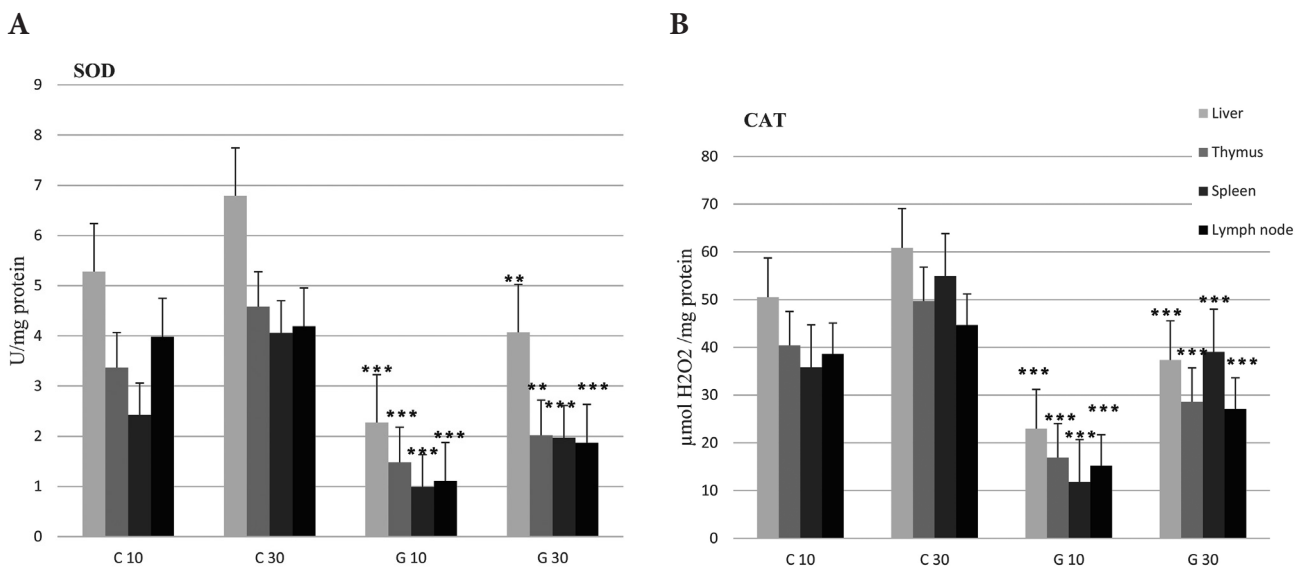 A
SOD
9
8
7
6
5
4
3
2
1
0
U/mg protein
***
***
***
***
**
**
***
***
C 10
C 30
G 10
G 30
B
CAT
80
70
60
50
40
30
20
10
0
µmol H2O2 /mg protein
***
***
***
***
***
***
***
***
C 10
C 30
G 10
G 30
Liver
Thymus
Spleen
Lymph node